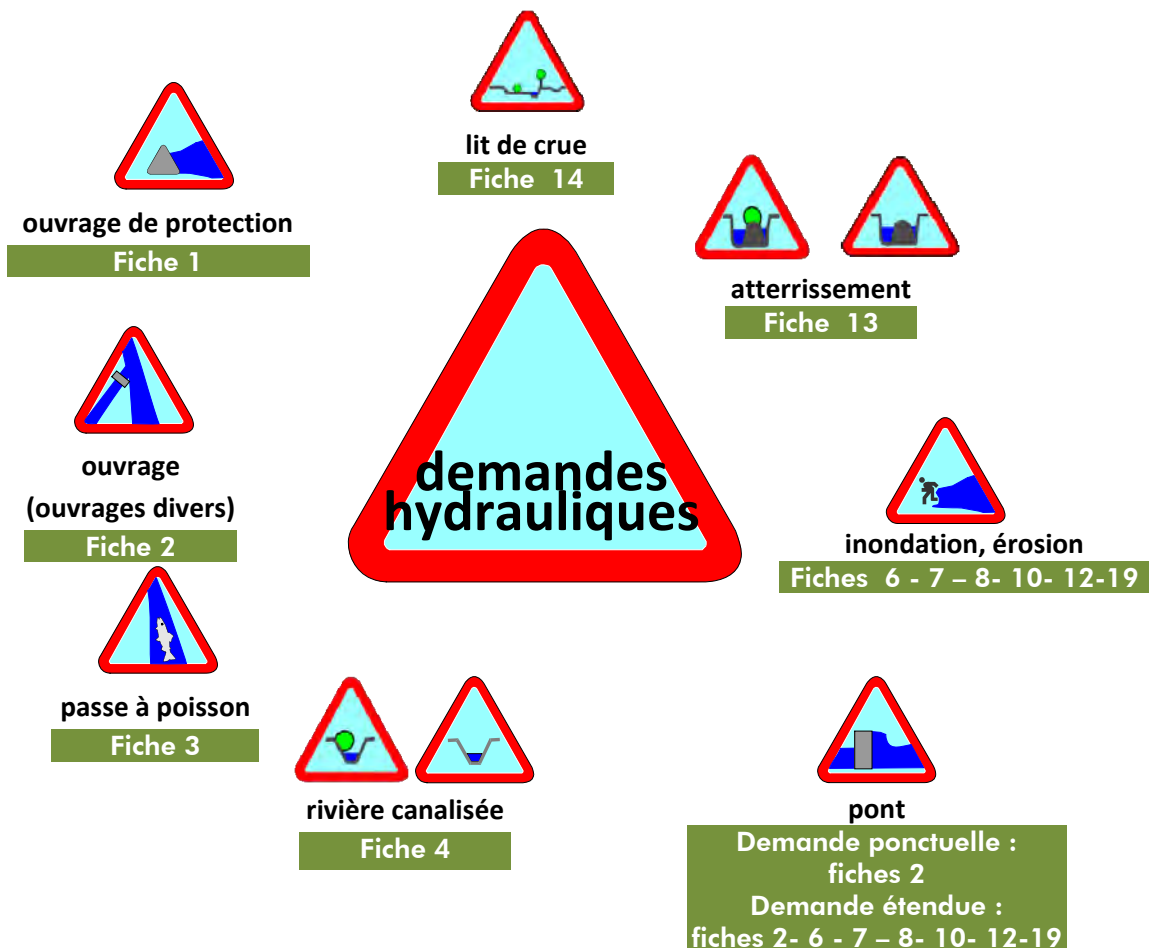 lit de crue
Fiche 14
ouvrage de protection
Fiche 1
atterrissement
Fiche 13
demandes
hydrauliques
ouvrage
(ouvrages divers)
Fiche 2
inondation, érosion
Fiches 6 - 7 – 8- 10- 12-19
passe à poisson
Fiche 3
rivière canalisée
Fiche 4
pont
Demande ponctuelle :
fiches 2
Demande étendue :
fiches 2- 6 - 7 – 8- 10- 12-19